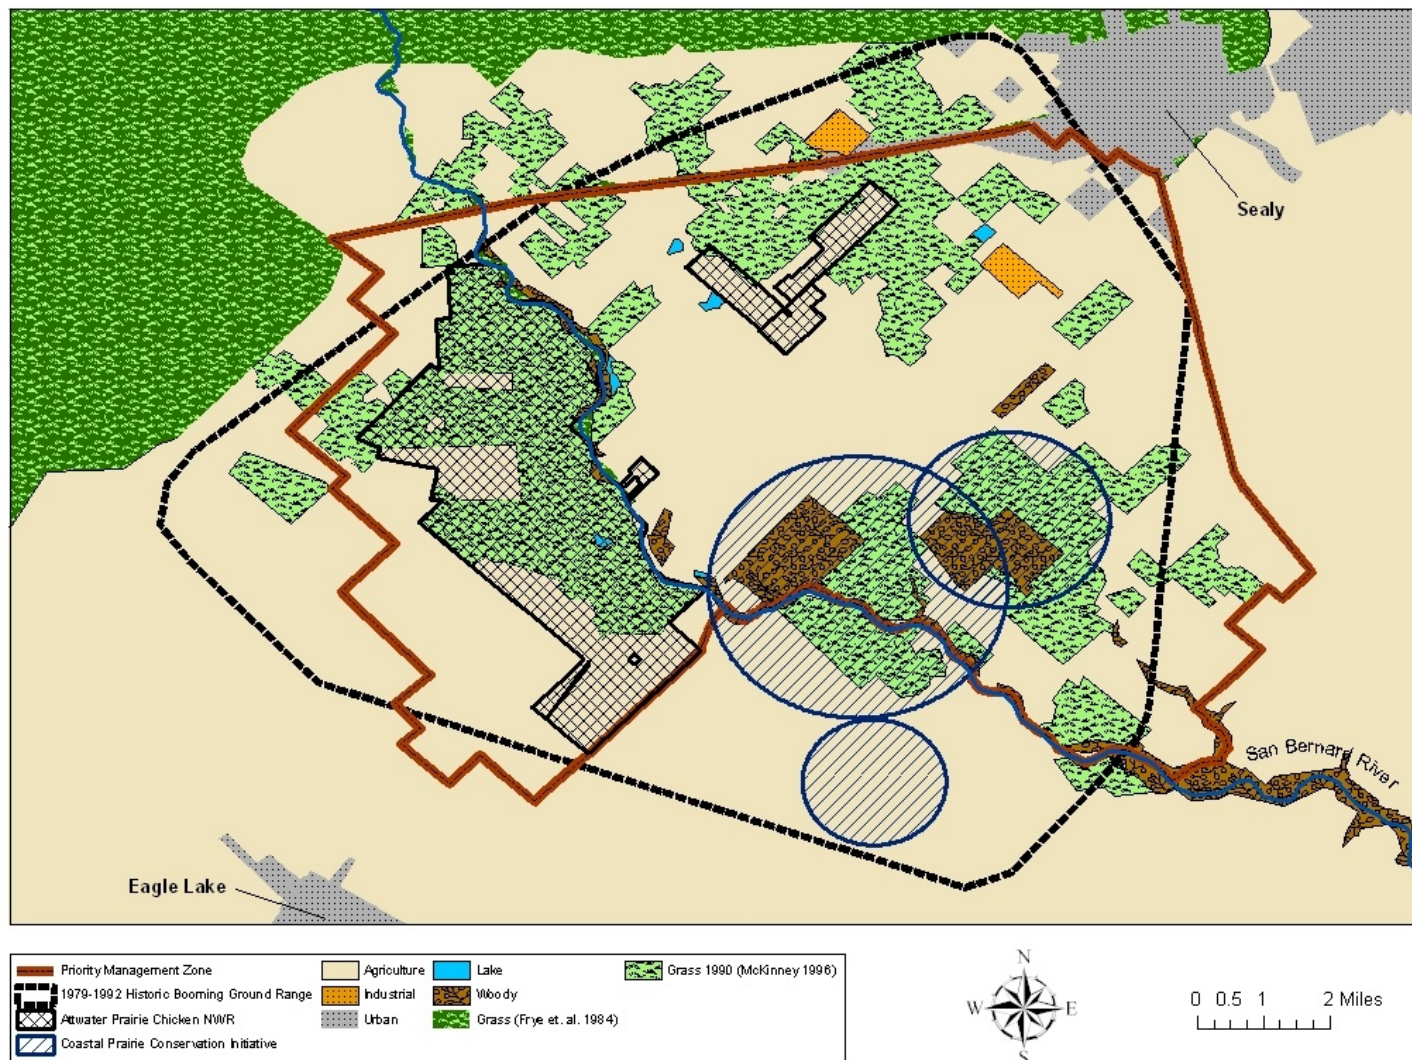 Sealy
San Bernard River
Eagle Lake
Priority Management Zone
1979-1992 Historic Booming Ground Range
Attwater Prairie Chicken NWR
Coastal Prairie Conservation Initiative
Agriculture
Industrial
Urban
Lake
Woody
Grass (Frye et. al. 1984)
Grass 1990 (McKinney 1996)
N
W E
S
0 0.5 1 2 Miles